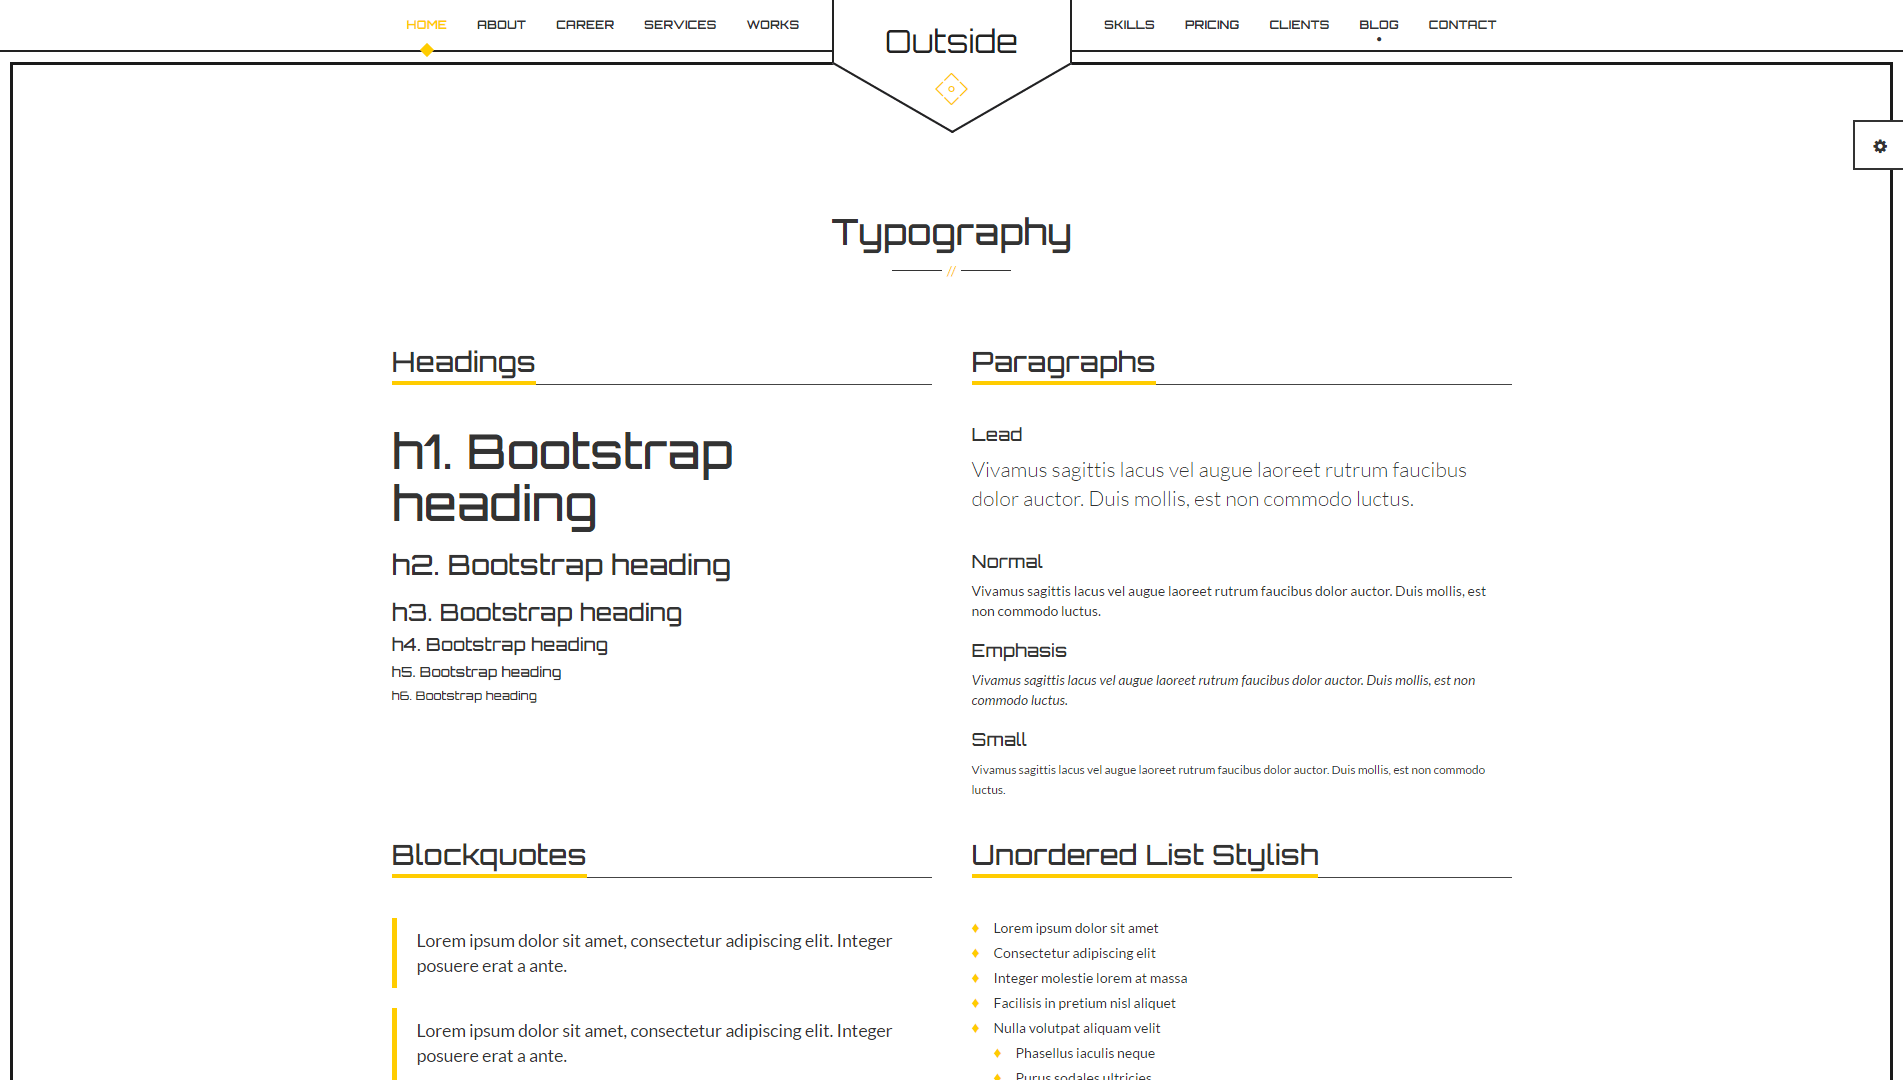 HOME ABOUT CAREER SERVICES WORKS
Outside
SKILLS PRICING CLIENTS BLOG CONTACT
Typography
//
Headings
h1. Bootstrap
heading
h2. Bootstrap heading
h3. Bootstrap heading
h4. Bootstrap heading
h5. Bootstrap heading
h6. Bootstrap heading
Paragraphs
Lead
Vivamus sagittis lacus vel augue laoreet rutrum faucibus
dolor auctor. Duis mollis, est non commodo luctus.
Normal
Vivamus sagittis lacus vel augue laoreet rutrum faucibus dolor auctor. Duis mollis, est
non commodo luctus.
Emphasis
Vivamus sagittis lacus vel augue laoreet rutrum faucibus dolor auctor. Duis mollis, est non
commodo luctus.
Small
Vivamus sagittis lacus vel augue laoreet rutrum faucibus dolor auctor. Duis mollis, est non commodo
luctus.
Blockquotes
Lorem ipsum dolor sit amet, consectetur adipiscing elit. Integer
posuere erat a ante.
Lorem ipsum dolor sit amet, consectetur adipiscing elit. Integer
posuere erat a ante.
Unordered List Stylish
Lorem ipsum dolor sit amet
Consectetur adipiscing elit
Integer molestie lorem at massa
Facilisis in pretium nisl aliquet
Nulla volutpat aliquam velit
Phasellus iaculis neque
Purus sodales ultricies